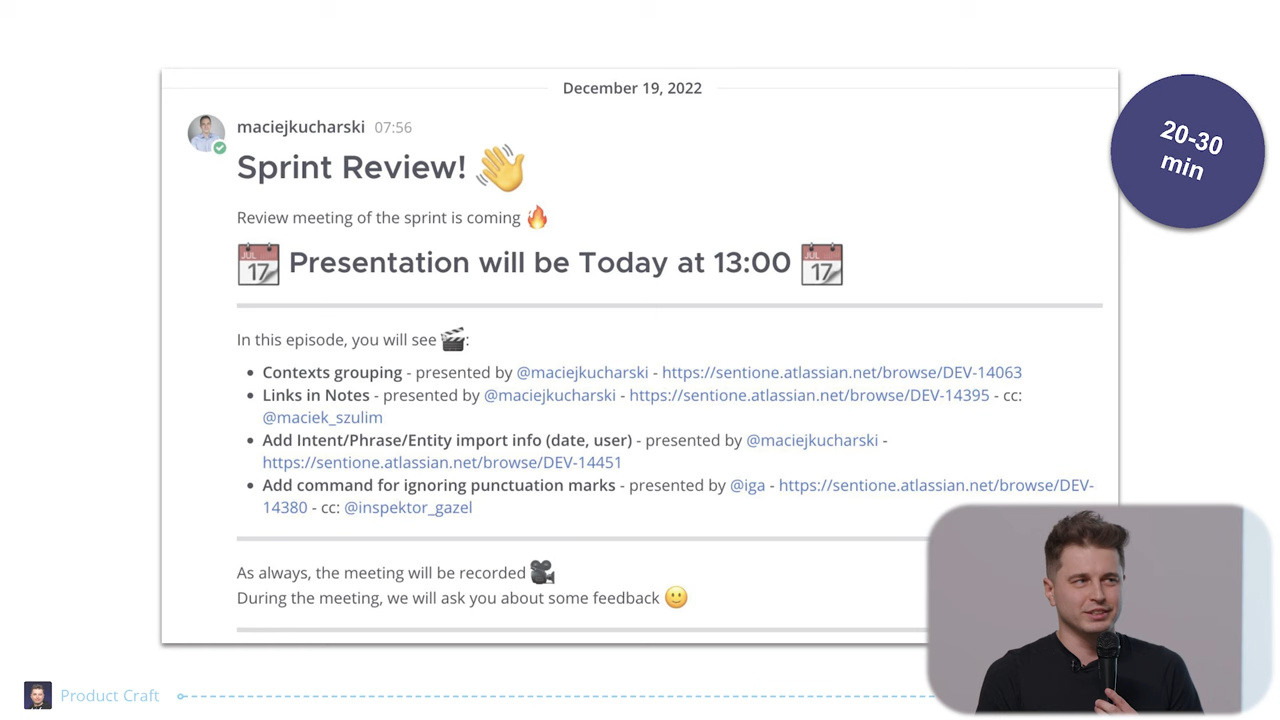 December 19, 2022
maciejkucharski 07:56
Sprint Review! 👋
Review meeting of the sprint is coming 🔥
JUL 17 Presentation will be Today at 13:00 JUL 17
In this episode, you will see 🎬:
• Contexts grouping - presented by @maciejkucharski - https://sentione.atlassian.net/browse/DEV-14063
• Links in Notes - presented by @maciejkucharski - https://sentione.atlassian.net/browse/DEV-14395 - cc:
@maciek_szulim
• Add Intent/Phrase/Entity import info (date, user) - presented by @maciejkucharski -
https://sentione.atlassian.net/browse/DEV-14451
• Add command for ignoring punctuation marks - presented by @iga - https://sentione.atlassian.net/browse/DEV-
14380 - cc: @inspektor_gazel
As always, the meeting will be recorded 🎥
During the meeting, we will ask you about some feedback 🙂
20-30
min
Product Craft